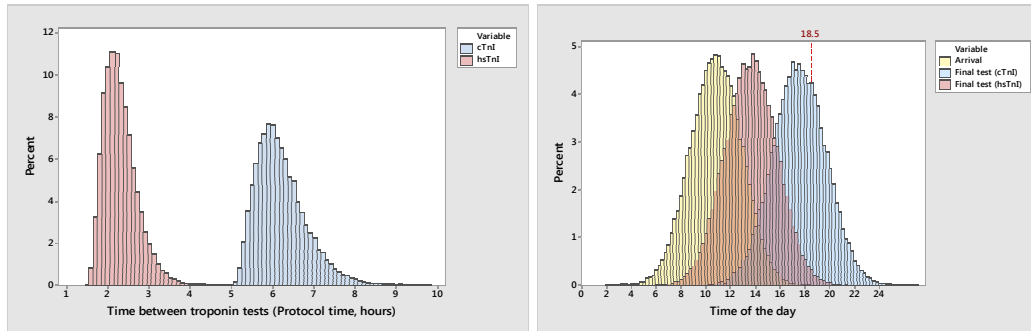 12
10
8
6
4
2
0
Percent
1 2 3 4 5 6 7 8 9 10
Time between troponin tests (Protocol time, hours)
Variable
cTnI
hsTnI
18.5
5
4
3
2
1
0
Percent
0 2 4 6 8 10 12 14 16 18 20 22 24
Time of the day
Variable
Arrival
Final test (cTnI)
Final test (hsTnI)